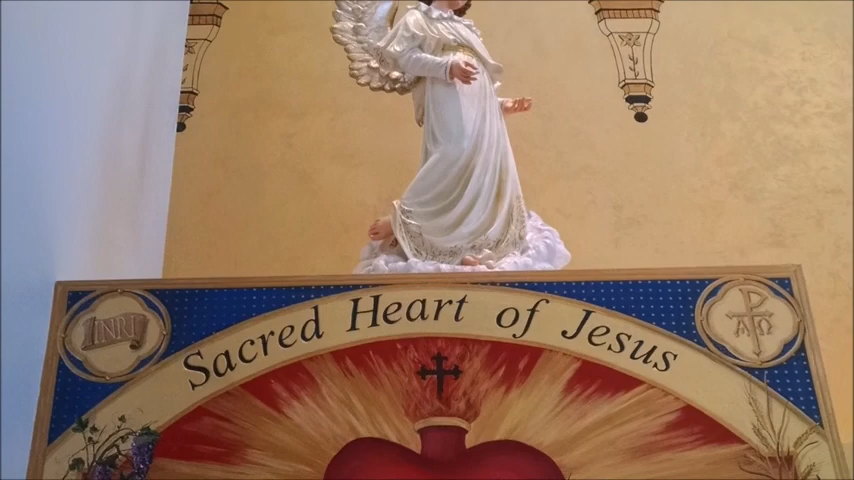 INRI
Sacred Heart of Jesus
Α Ω